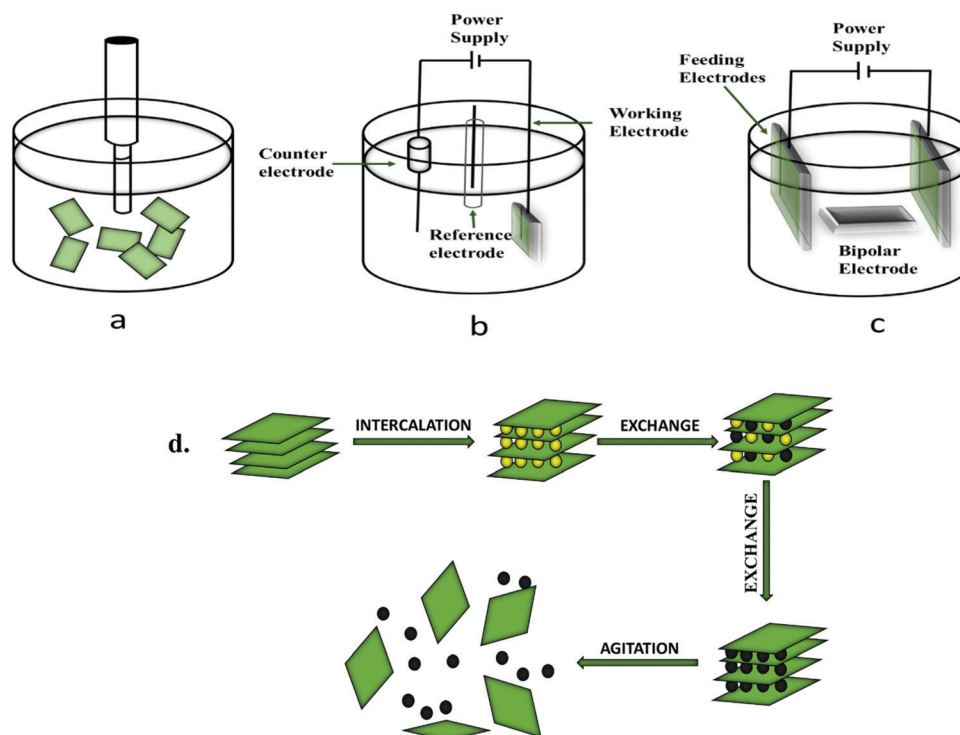 Power
Supply
Counter
electrode
Working
Electrode
Reference
electrode
Power
Supply
Feeding
Electrodes
Bipolar
Electrode
a
b
c
d.
INTERCALATION
EXCHANGE
EXCHANGE
AGITATION